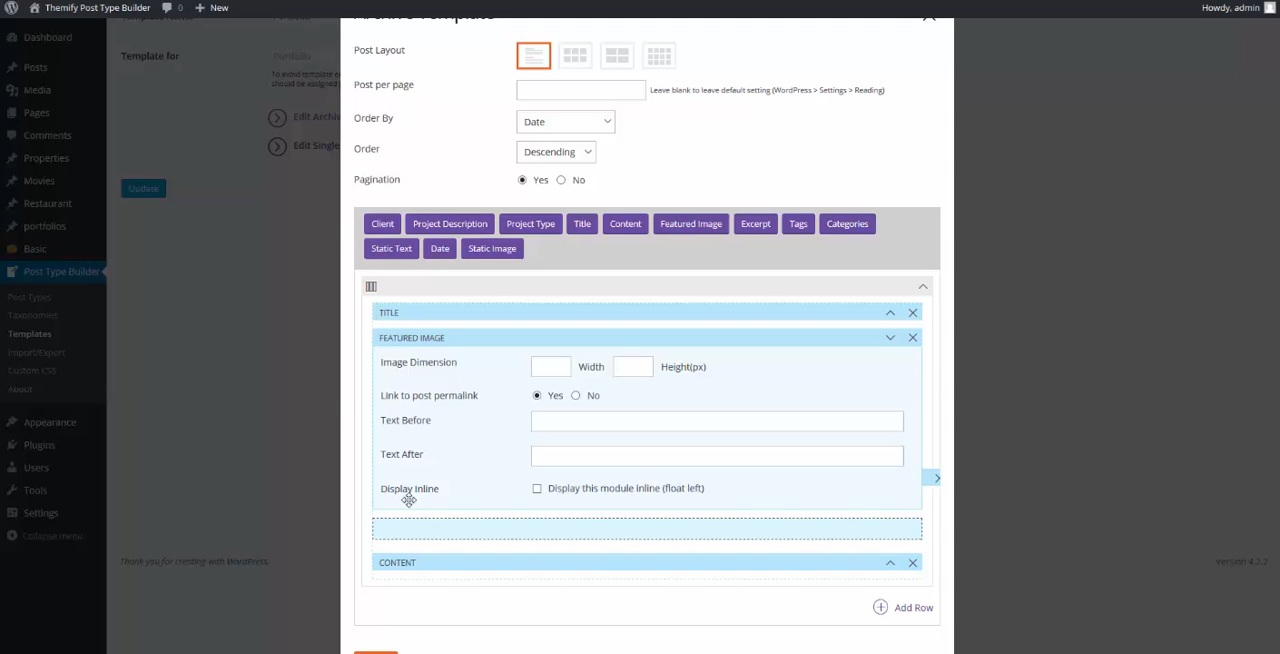 Themify Post Type Builder 0 New Howdy, admin
Archive Template
Dashboard
Posts
Media
Pages
Comments
Properties
Movies
Restaurant
portfolios
Basic
Post Type Builder
Post Types
Taxonomies
Templates
Import/Export
Custom CSS
About
Appearance
Plugins
Users
Tools
Settings
Collapse menu
Template for
Portfolio
To avoid template
should be assigned
Edit Archiv
Edit Single
Update
Thank you for creating with WordPress.
Version 4.2.2
Post Layout
Post per page
Leave blank to leave default setting (WordPress > Settings > Reading)
Order By Date
Order Descending
Pagination Yes No
Client Project Description Project Type Title Content Featured Image Excerpt Tags Categories
Static Text Date Static Image
TITLE
FEATURED IMAGE
Image Dimension Width Height(px)
Link to post permalink Yes No
Text Before
Text After
Display Inline Display this module inline (float left)
CONTENT
Add Row